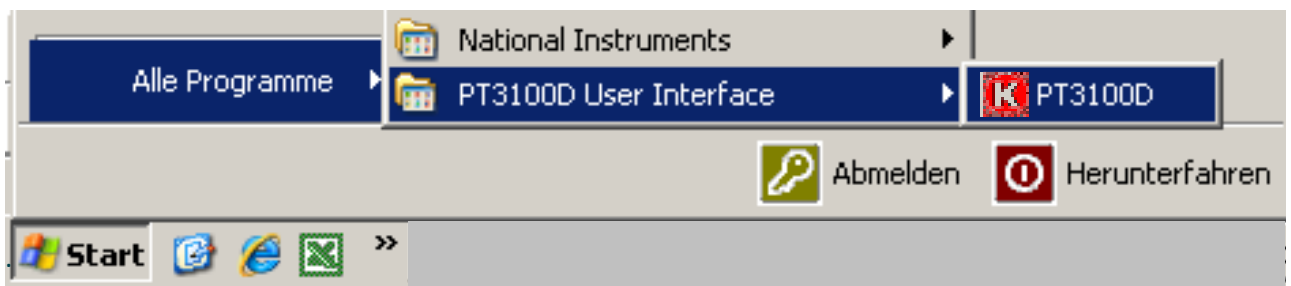 National Instruments
Alle Programme PT3100D User Interface K PT3100D
Abmelden Herunterfahren
Start »